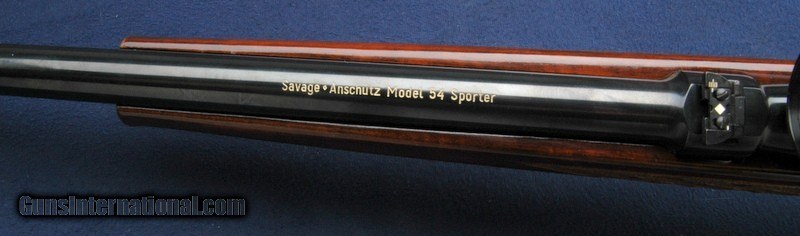 Savage ♦ Anschutz Model 54 Sporter
GunsInternational.com